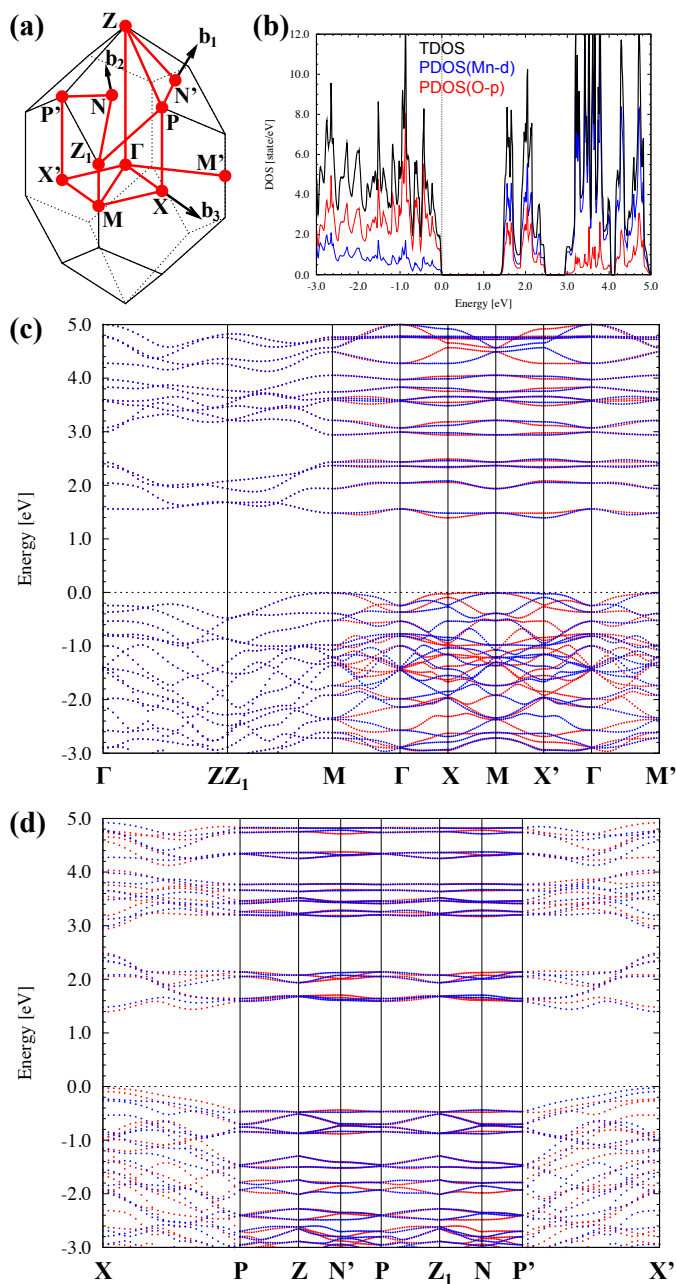 (a)
Z
b1
b2
N'
P'
N
P
Z1
Γ
M'
X'
X
M
b3
(b)
TDOS
PDOS(Mn-d)
PDOS(O-p)
DOS [state/eV]
12.0
10.0
8.0
6.0
4.0
2.0
0.0
-3.0 -2.0 -1.0 0.0 1.0 2.0 3.0 4.0 5.0
Energy [eV]
(c)
Energy [eV]
5.0
4.0
3.0
2.0
1.0
0.0
-1.0
-2.0
-3.0
Γ ZZ1 M Γ X M X' Γ M'
(d)
Energy [eV]
5.0
4.0
3.0
2.0
1.0
0.0
-1.0
-2.0
-3.0
X P Z N' P Z1 N P' X'